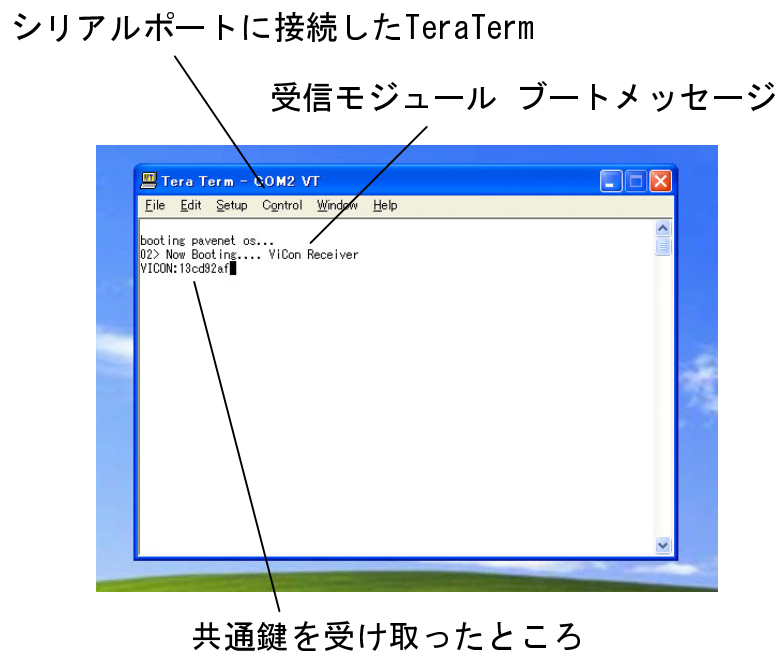 シリアルポートに接続したTeraTerm
受信モジュール ブートメッセージ
Tera Term - COM2 VT
File Edit Setup Control Window Help
booting pavenet os...
02> Now Booting.... ViCon Receiver
VICON:13cd92af
共通鍵を受け取ったところ